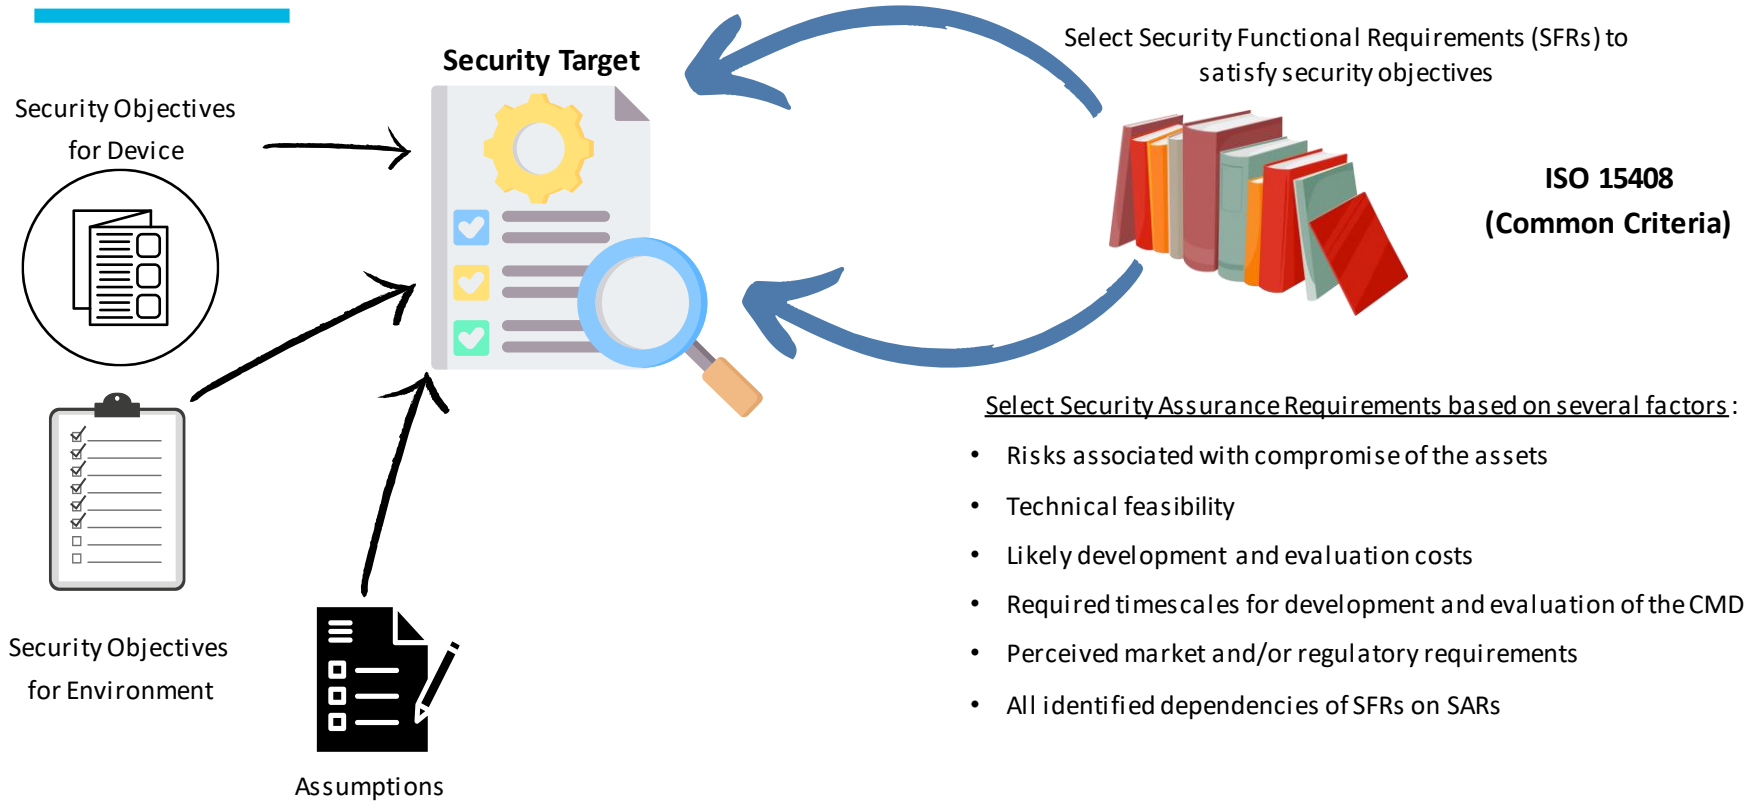 Security Target
Security Objectives
for Device
Security Objectives
for Environment
Assumptions
Select Security Functional Requirements (SFRs) to
satisfy security objectives
ISO 15408
(Common Criteria)
Select Security Assurance Requirements based on several factors:
• Risks associated with compromise of the assets
• Technical feasibility
• Likely development and evaluation costs
• Required timescales for development and evaluation of the CMD
• Perceived market and/or regulatory requirements
• All identified dependencies of SFRs on SARs